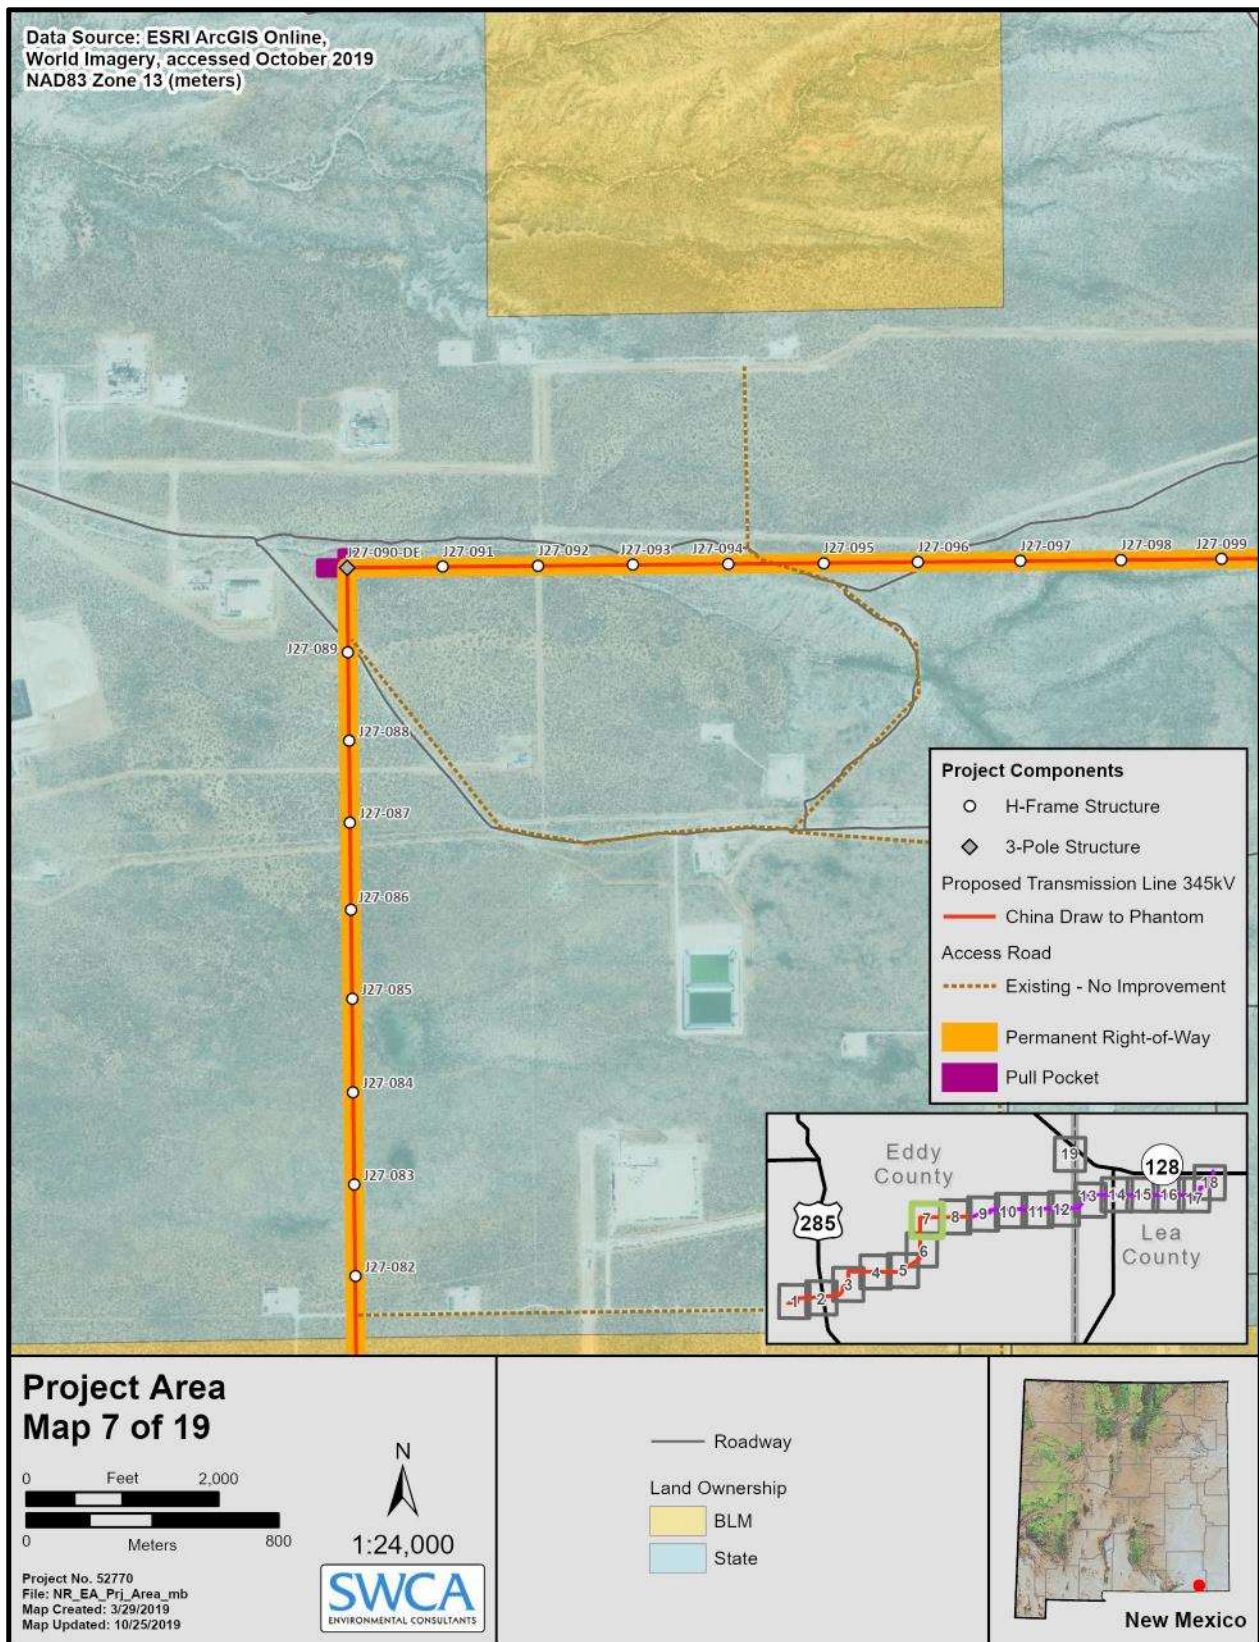 Data Source: ESRI ArcGIS Online,
World Imagery, accessed October 2019
NAD83 Zone 13 (meters)
J27-090-DE
J27-091
J27-092
J27-093
J27-094
J27-095
J27-096
J27-097
J27-098
J27-099
J27-089
J27-088
J27-087
J27-086
J27-085
J27-084
J27-083
J27-082
Project Components
H-Frame Structure
3-Pole Structure
Proposed Transmission Line 345kV
China Draw to Phantom
Access Road
Existing - No Improvement
Permanent Right-of-Way
Pull Pocket
Eddy
County
285
128
Lea
County
1
2
3
4
5
6
7
8
9
10
11
12
13
14
15
16
17
18
19
Project Area
Map 7 of 19
0 Feet 2,000
0 Meters 800
N
1:24,000
Project No. 52770
File: NR_EA_Prj_Area_mb
Map Created: 3/29/2019
Map Updated: 10/25/2019
SWCA
ENVIRONMENTAL CONSULTANTS
Roadway
Land Ownership
BLM
State
New Mexico